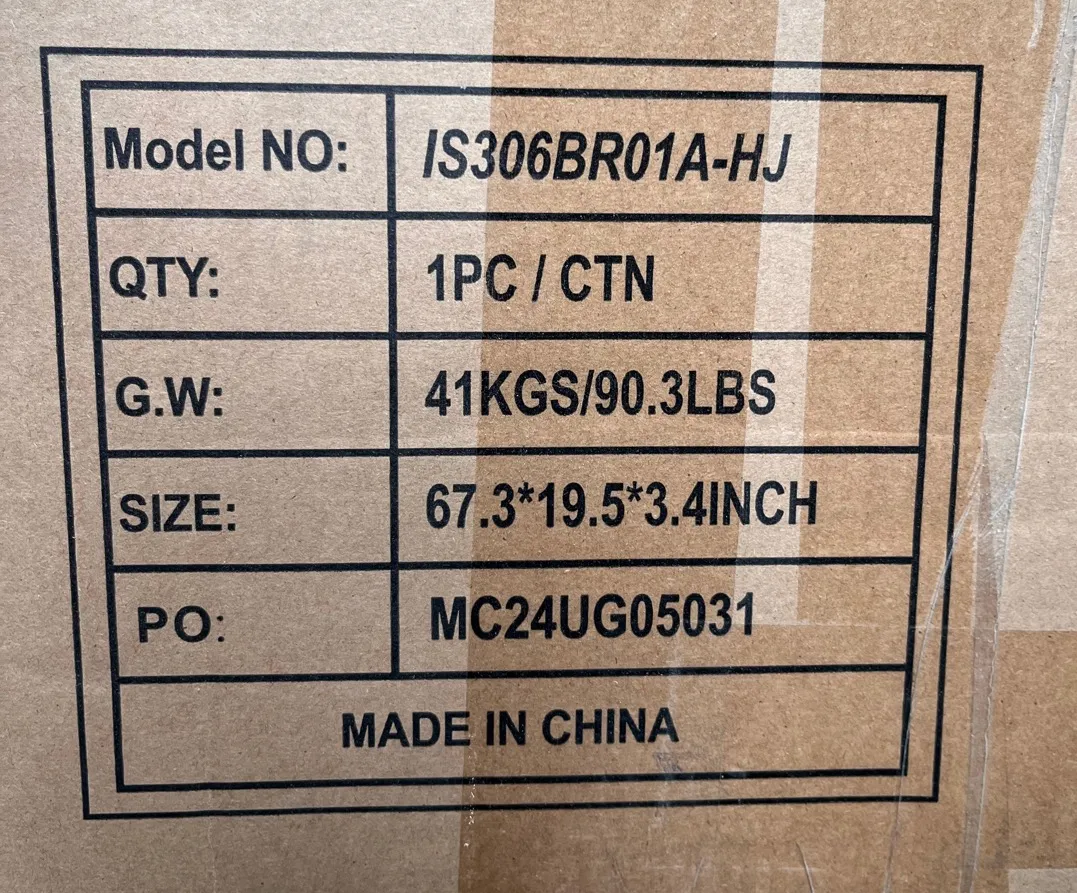 Model NO: IS306BR01A-HJ
QTY: 1PC / CTN
G.W: 41KGS/90.3LBS
SIZE: 67.3*19.5*3.4INCH
PO: MC24UG05031
MADE IN CHINA